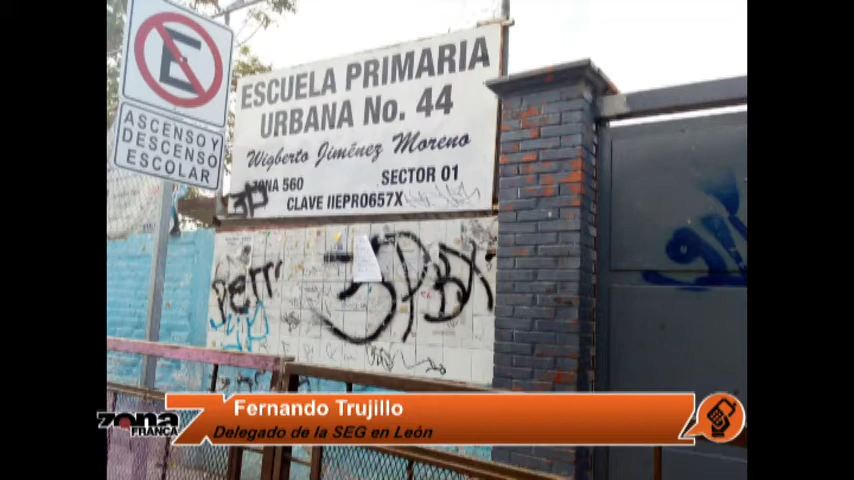 E
ASCENSO Y
DESCENSO
ESCOLAR
ESCUELA PRIMARIA
URBANA No. 44
Wigberto Jiménez Moreno
ZONA 560
SECTOR 01
CLAVE IIEPRO657X
Fernando Trujillo
Delegado de la SEG en León
zona
FRANCA